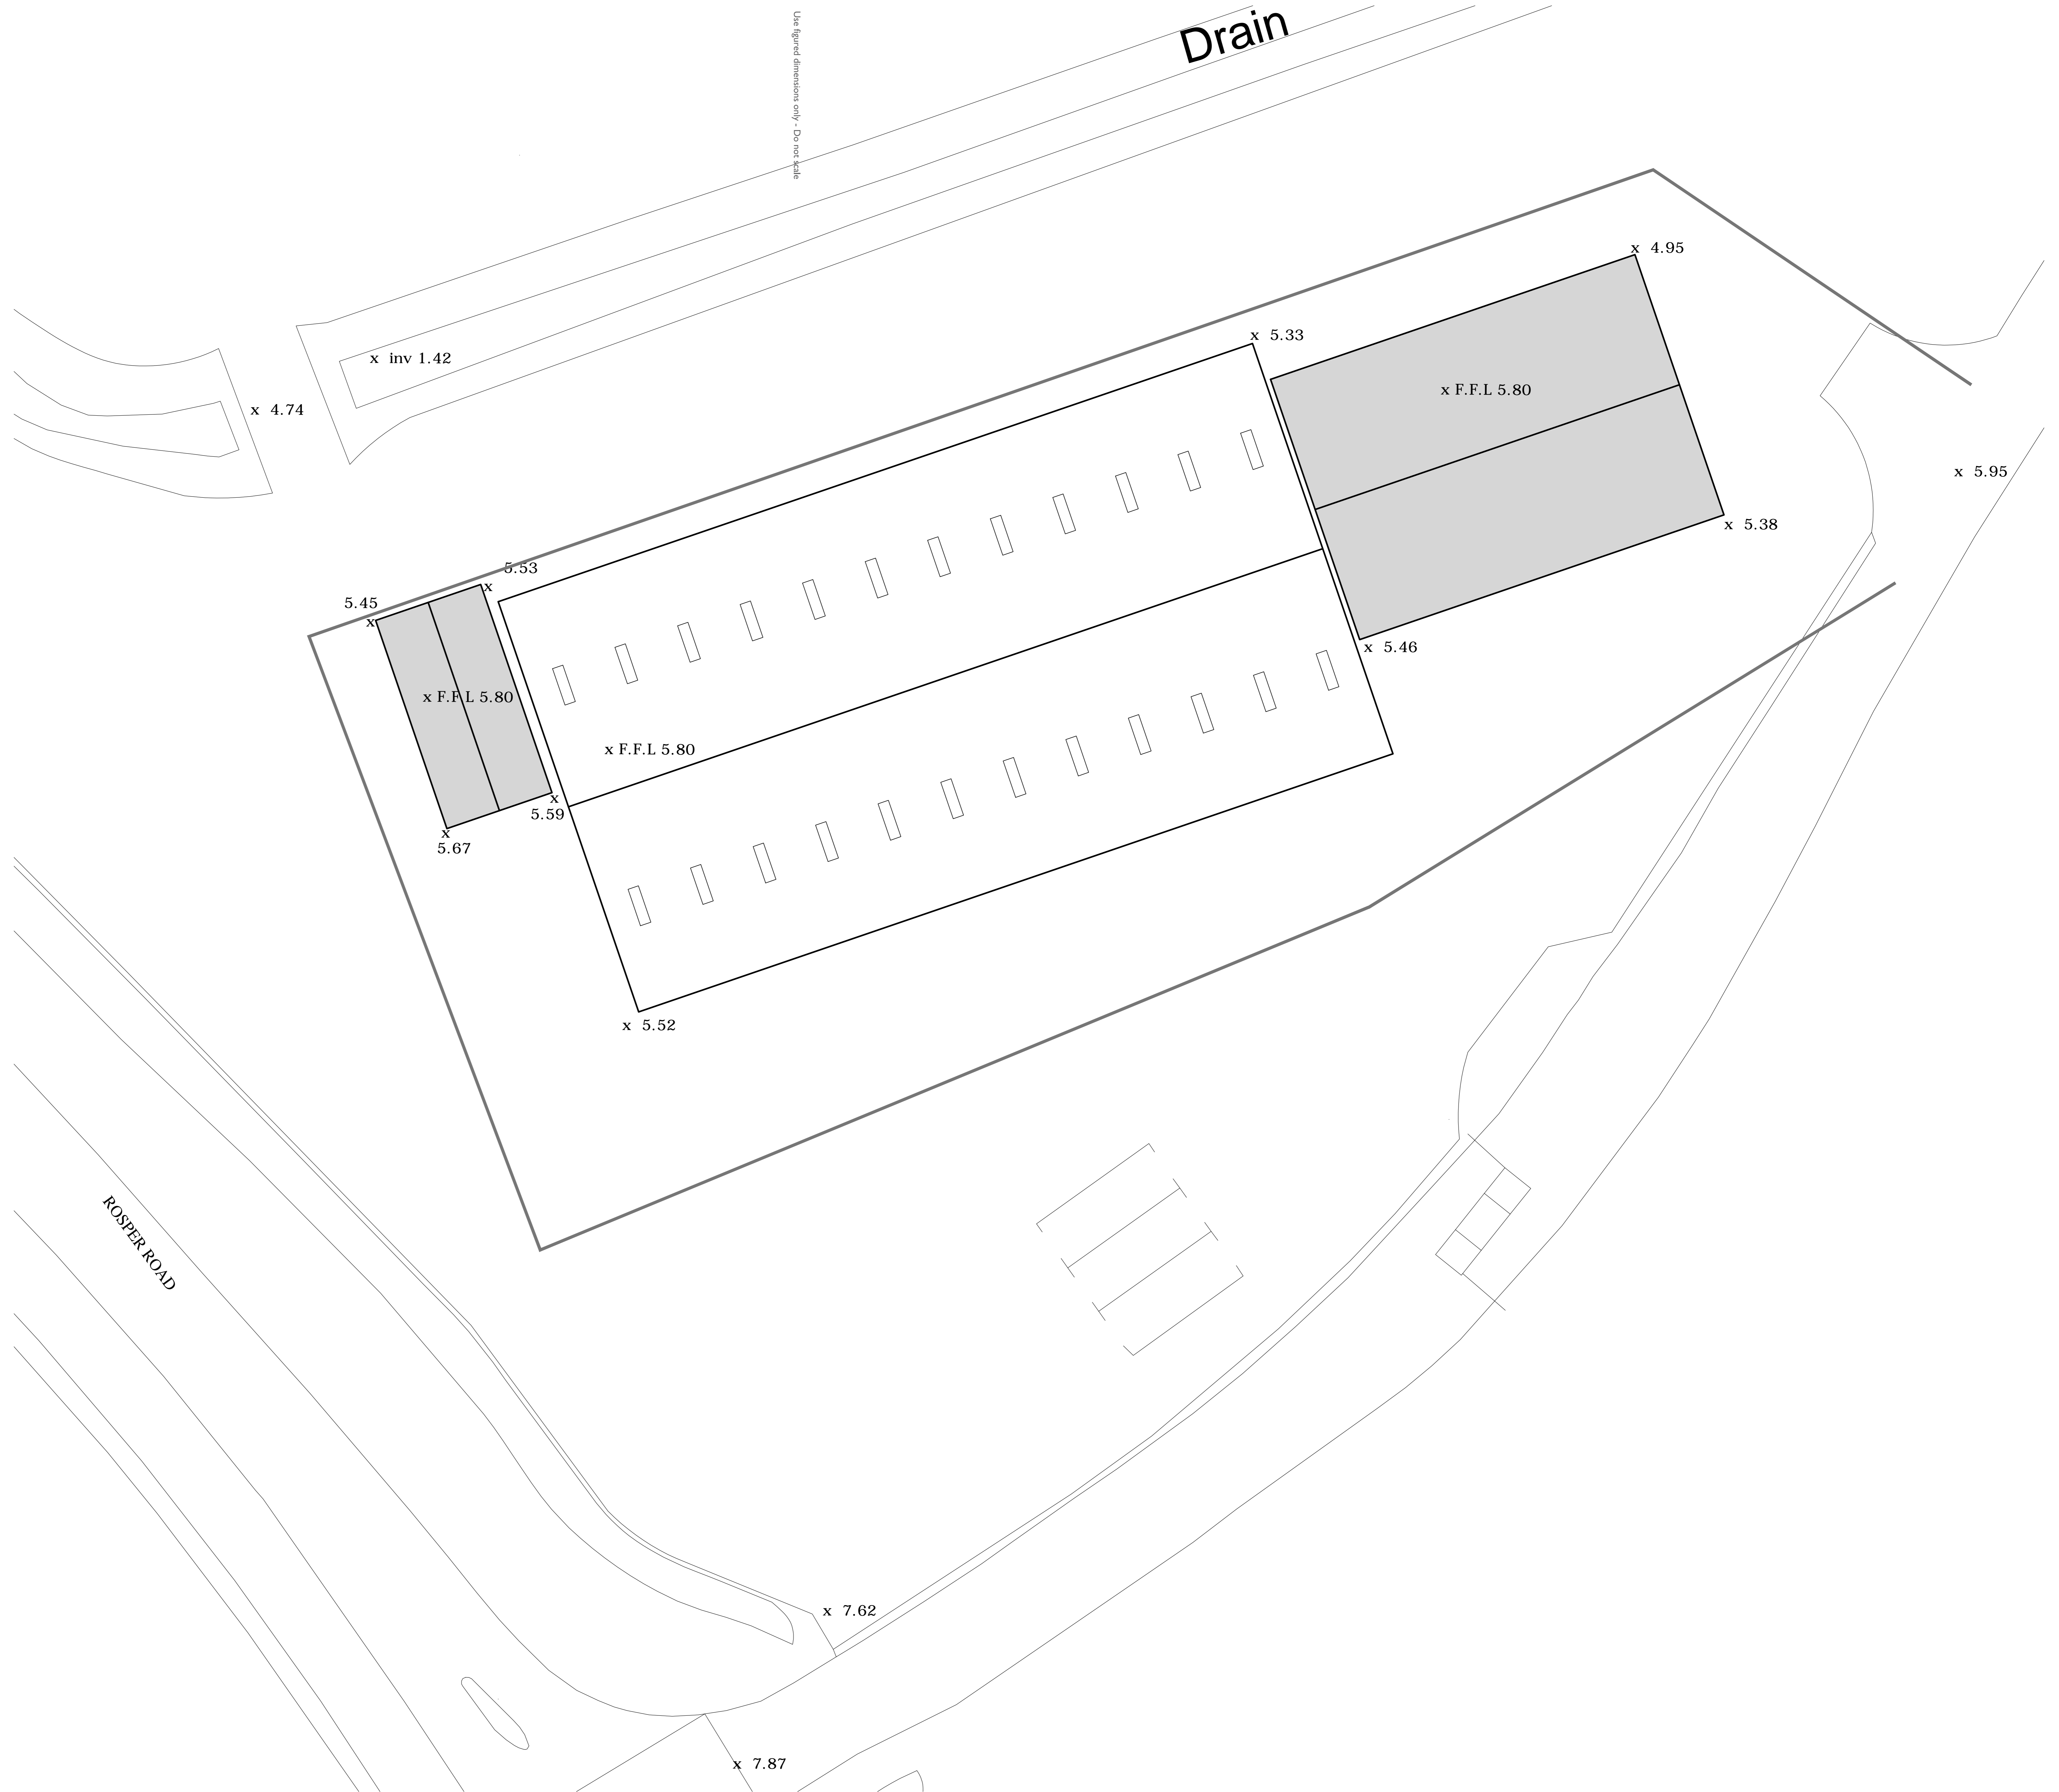 Drain
Use figured dimensions only - Do not scale
x 4.95
x 5.33
x inv 1.42
x F.F.L 5.80
x 4.74
x 5.95
x 5.38
5.53
x
5.45
x
x 5.46
x F.F.L 5.80
x F.F.L 5.80
x
5.59
x
5.67
x 5.52
ROSPER ROAD
x 7.62
x 7.87